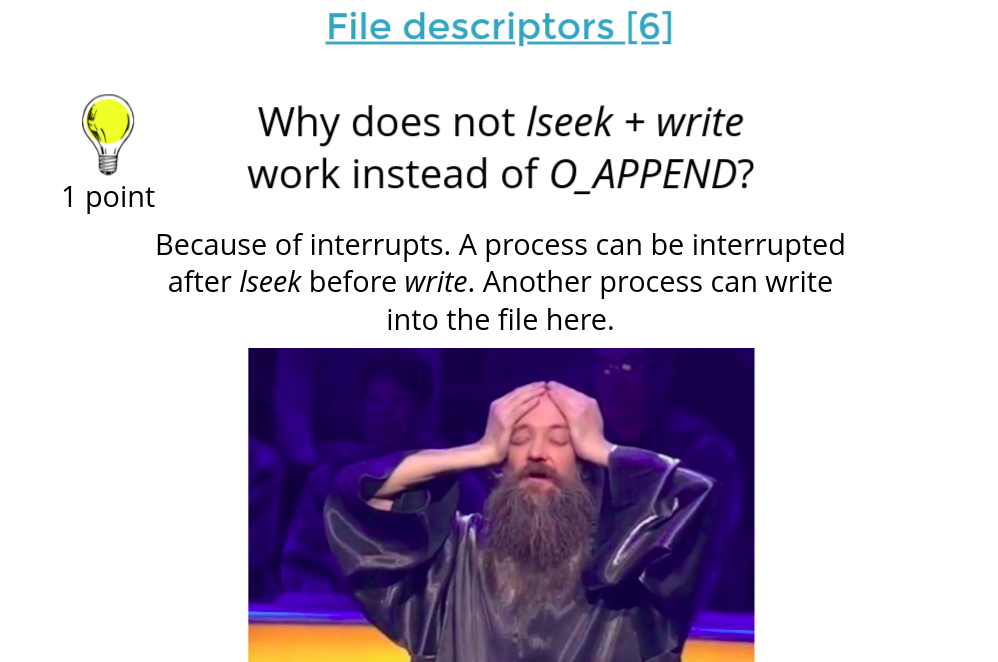 File descriptors [6]
Why does not lseek + write
work instead of O_APPEND?
1 point
Because of interrupts. A process can be interrupted
after lseek before write. Another process can write
into the file here.